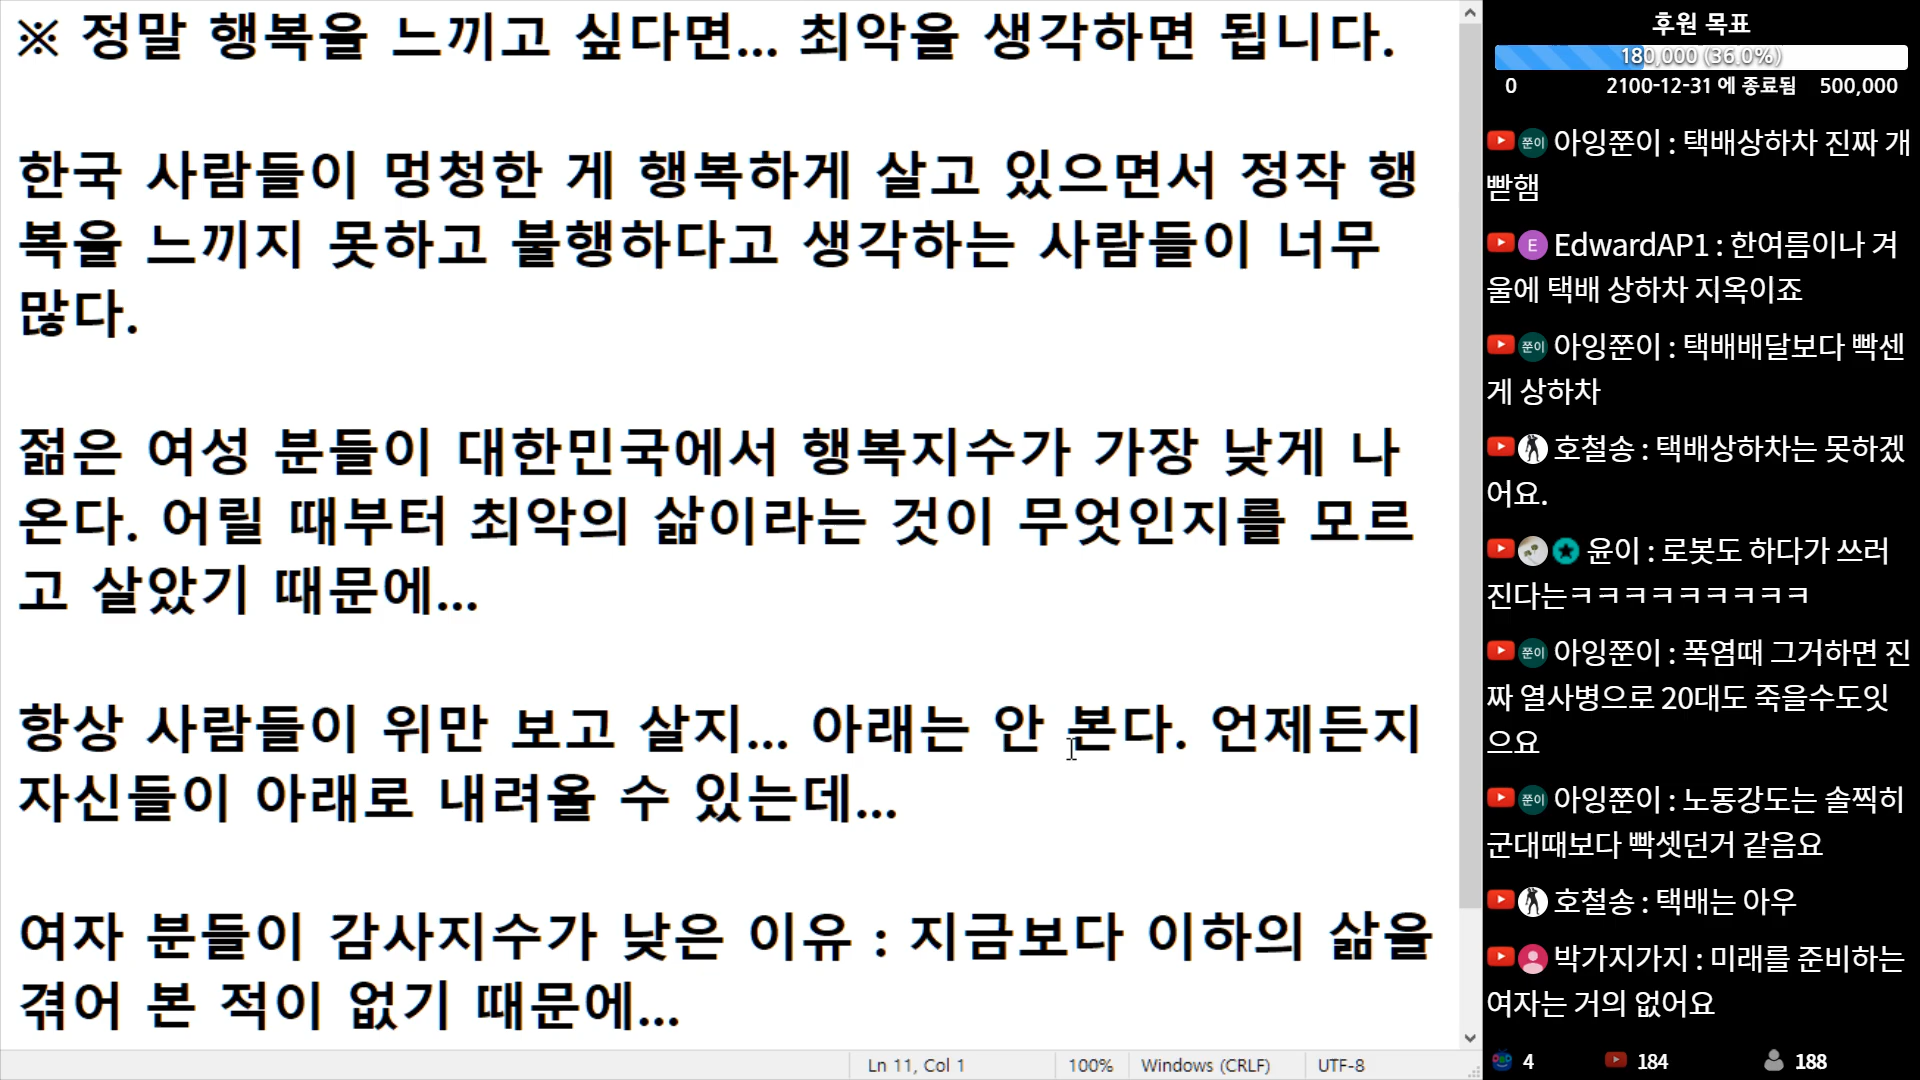 ※ 정말 행복을 느끼고 싶다면... 최악을 생각하면 됩니다.
한국 사람들이 멍청한 게 행복하게 살고 있으면서 정작 행
복을 느끼지 못하고 불행하다고 생각하는 사람들이 너무
많다.
젊은 여성 분들이 대한민국에서 행복지수가 가장 낮게 나
온다. 어릴 때부터 최악의 삶이라는 것이 무엇인지를 모르
고 살았기 때문에...
항상 사람들이 위만 보고 살지... 아래는 안 본다. 언제든지
자신들이 아래로 내려올 수 있는데...
여자 분들이 감사지수가 낮은 이유 : 지금보다 이하의 삶을
겪어 본 적이 없기 때문에...
Ln 11, Col 1
100%
Windows (CRLF)
UTF-8
후원 목표
180,000 (36.0%)
0 2100-12-31 에 종료됨 500,000
쭌이 아잉쭌이 : 택배상하차 진짜 개
빧햄
E EdwardAP1 : 한여름이나 겨
울에 택배 상하차 지옥이죠
쭌이 아잉쭌이 : 택배배달보다 빡센
게 상하차
호철송 : 택배상하차는 못하겠
어요.
윤이 : 로봇도 하다가 쓰러
진다는ㅋㅋㅋㅋㅋㅋㅋㅋㅋ
쭌이 아잉쭌이 : 폭염때 그거하면 진
짜 열사병으로 20대도 죽을수도잇
으요
쭌이 아잉쭌이 : 노동강도는 솔찍히
군대때보다 빡셋던거 같음요
호철송 : 택배는 아우
박가지가지 : 미래를 준비하는
여자는 거의 없어요
4 184 188